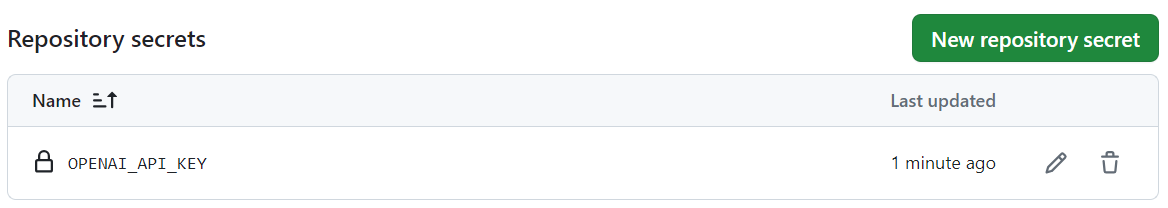 Repository secrets
New repository secret
Name
Last updated
OPENAI_API_KEY
1 minute ago